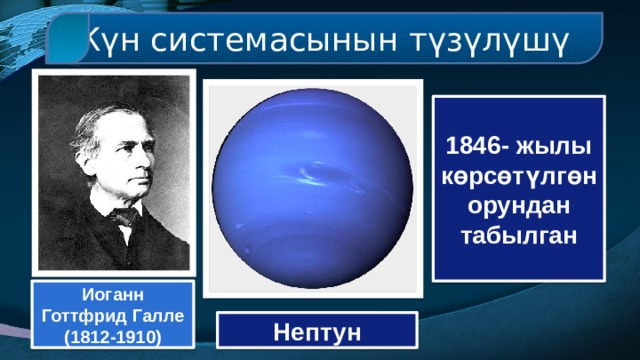 Күн системасынын түзүлүшү
1846- жылы
көрсөтүлгөн
орундан
табылган
Иоганн
Готтфрид Галле
(1812-1910)
Нептун